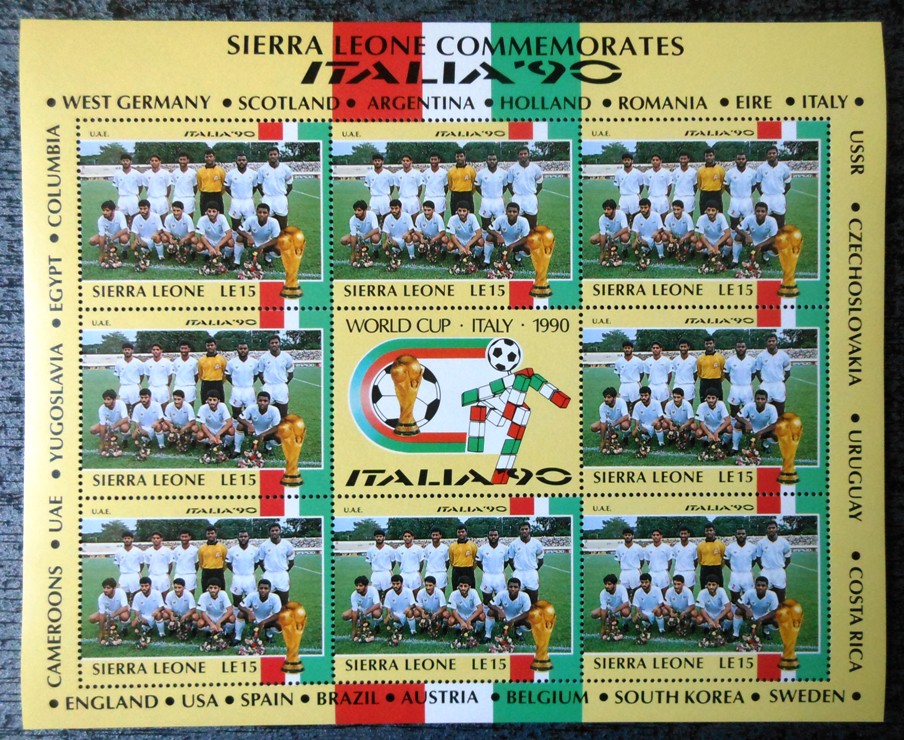 SIERRA LEONE COMMEMORATES
ITALIA'90
• WEST GERMANY • SCOTLAND • ARGENTINA • HOLLAND • ROMANIA • EIRE • ITALY •
CAMEROONS • UAE • YUGOSLAVIA • EGYPT • COLUMBIA
USSR • CZECHOSLOVAKIA • URUGUAY • COSTA RICA
U.A.E. ITALIA'90
U.A.E. ITALIA'90
U.A.E. ITALIA'90
SIERRA LEONE LE15
SIERRA LEONE LE15
SIERRA LEONE LE15
U.A.E. ITALIA'90
WORLD CUP · ITALY · 1990
U.A.E. ITALIA'90
ITALIA'90
SIERRA LEONE LE15
SIERRA LEONE LE15
U.A.E. ITALIA'90
U.A.E. ITALIA'90
U.A.E. ITALIA'90
SIERRA LEONE LE15
SIERRA LEONE LE15
SIERRA LEONE LE15
• ENGLAND • USA • SPAIN • BRAZIL • AUSTRIA • BELGIUM • SOUTH KOREA • SWEDEN •